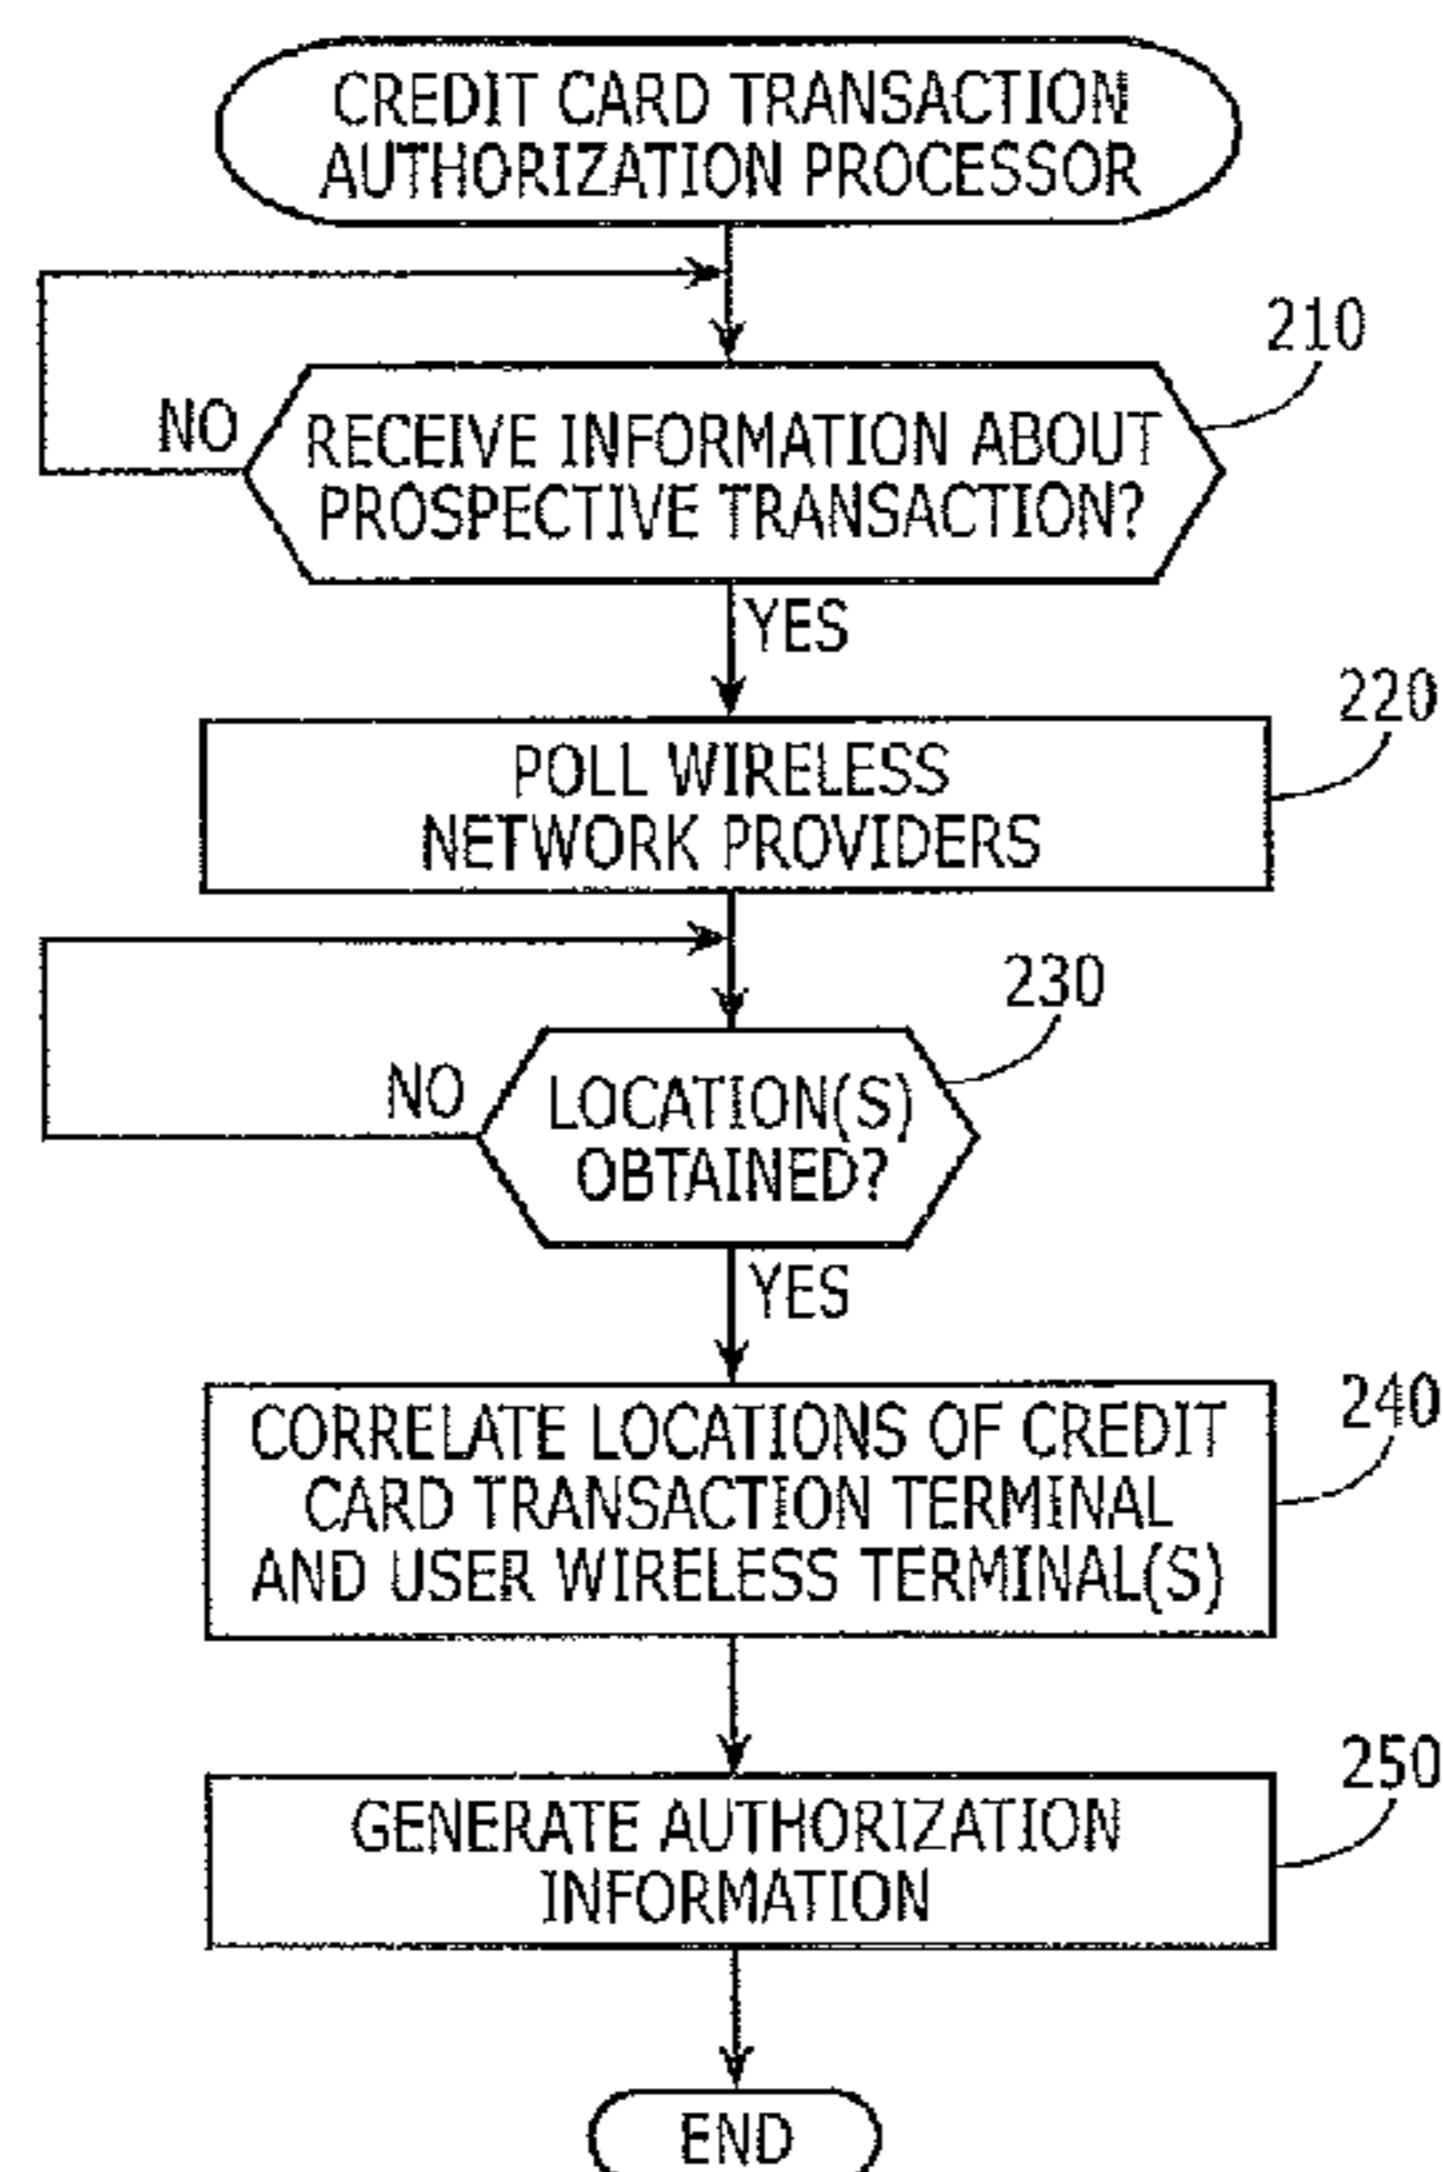 CREDIT CARD TRANSACTION
AUTHORIZATION PROCESSOR
210
NO
RECEIVE INFORMATION ABOUT
PROSPECTIVE TRANSACTION?
YES
220
POLL WIRELESS
NETWORK PROVIDERS
230
NO
LOCATION(S)
OBTAINED?
YES
240
CORRELATE LOCATIONS OF CREDIT
CARD TRANSACTION TERMINAL
AND USER WIRELESS TERMINAL(S)
250
GENERATE AUTHORIZATION
INFORMATION
END